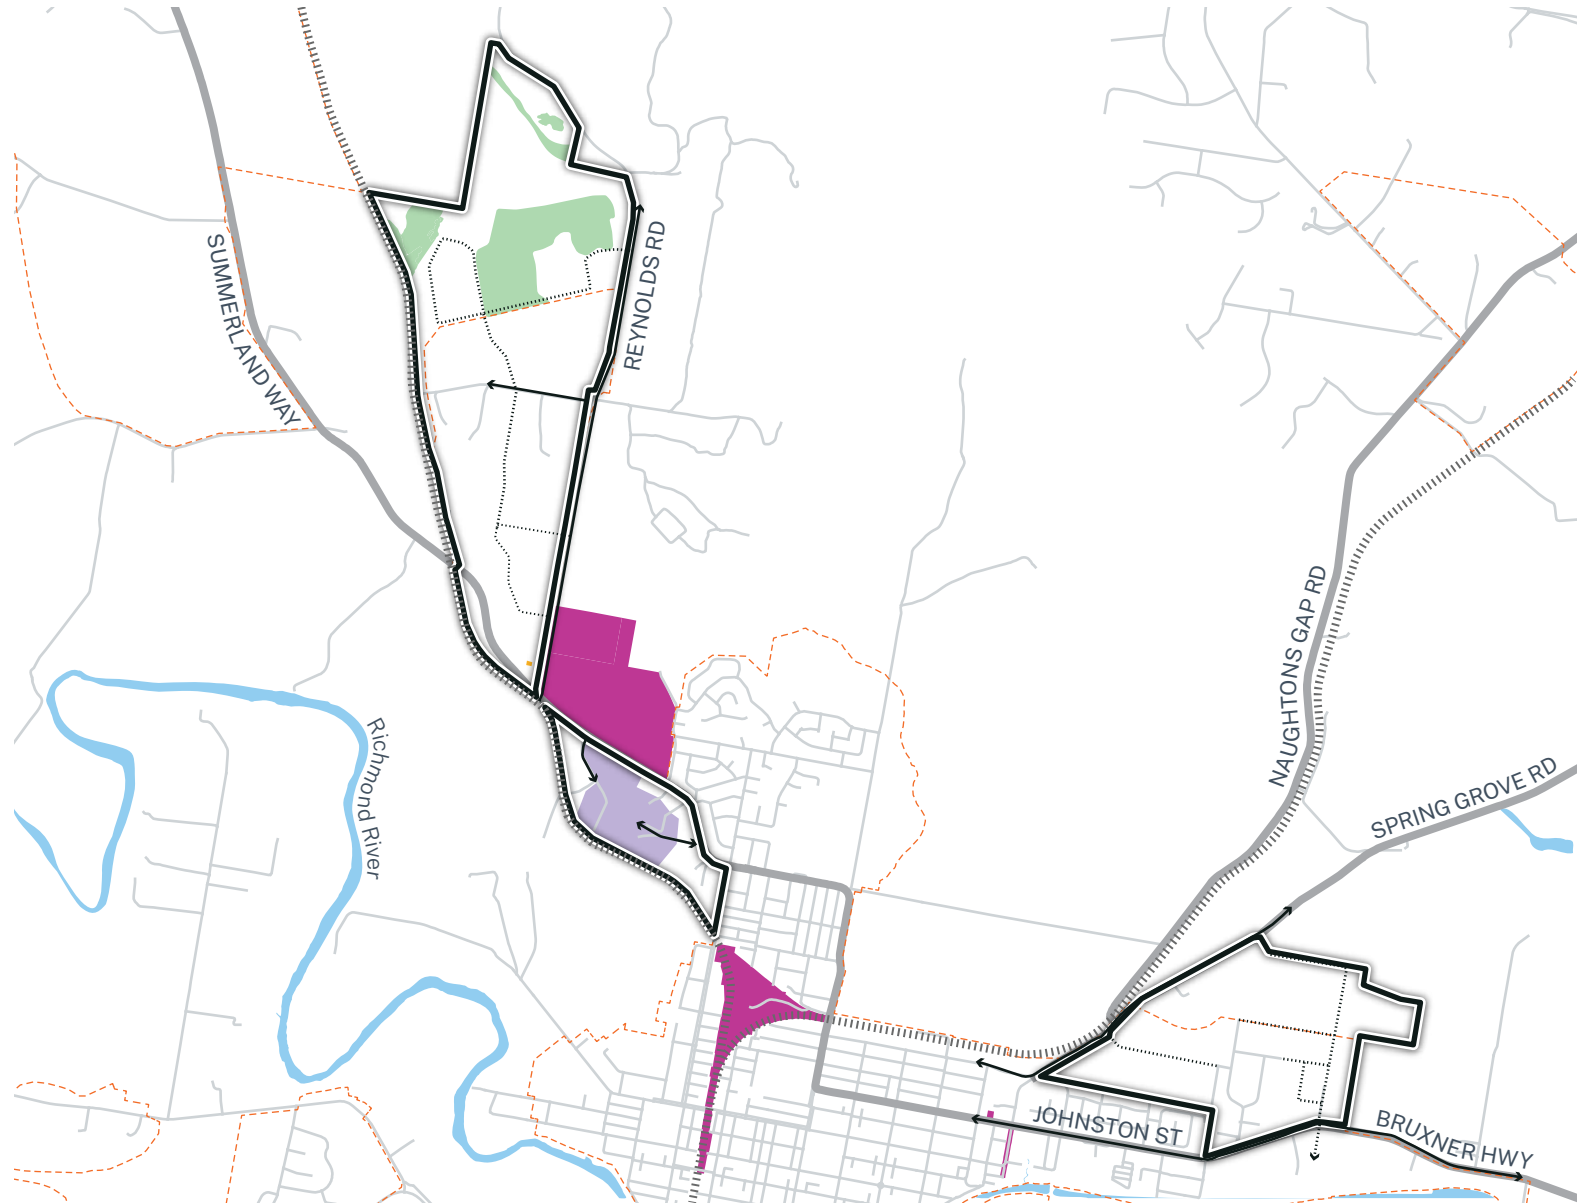 REYNOLDS RD
SUMMERLAND WAY
NAUGHTONS GAP RD
Richmond River
SPRING GROVE RD
JOHNSTON ST
BRUXNER HWY